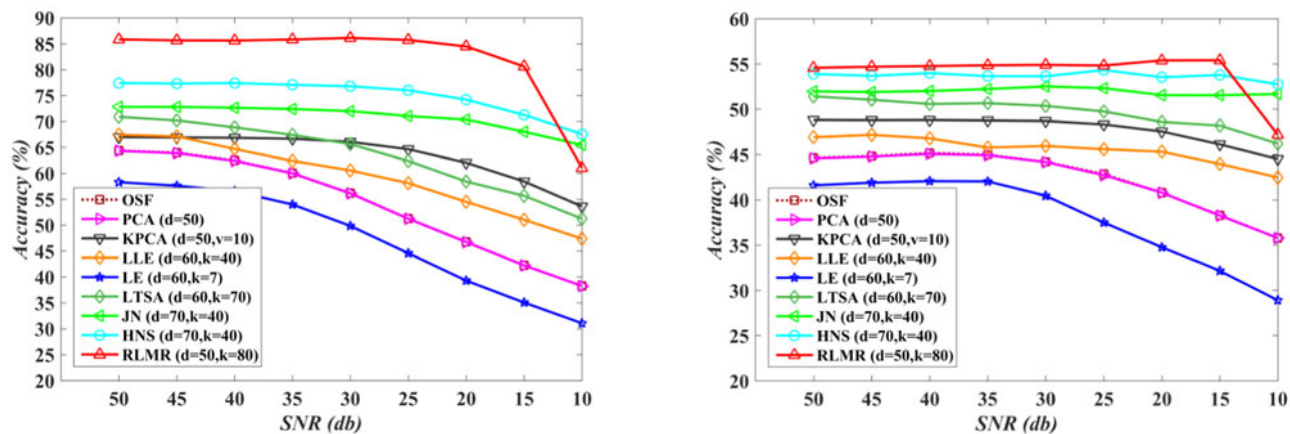 90
85
80
75
70
65
60
55
50
45
40
35
30
25
20
Accuracy (%)
OSF
PCA (d=50)
KPCA (d=50,v=10)
LLE (d=60,k=40)
LE (d=60,k=7)
LTSA (d=60,k=70)
JN (d=70,k=40)
HNS (d=70,k=40)
RLMR (d=50,k=80)
50 45 40 35 30 25 20 15 10
SNR (db)
60
55
50
45
40
35
30
25
20
Accuracy (%)
OSF
PCA (d=50)
KPCA (d=50,v=10)
LLE (d=60,k=40)
LE (d=60,k=7)
LTSA (d=60,k=70)
JN (d=70,k=40)
HNS (d=70,k=40)
RLMR (d=50,k=80)
50 45 40 35 30 25 20 15 10
SNR (db)